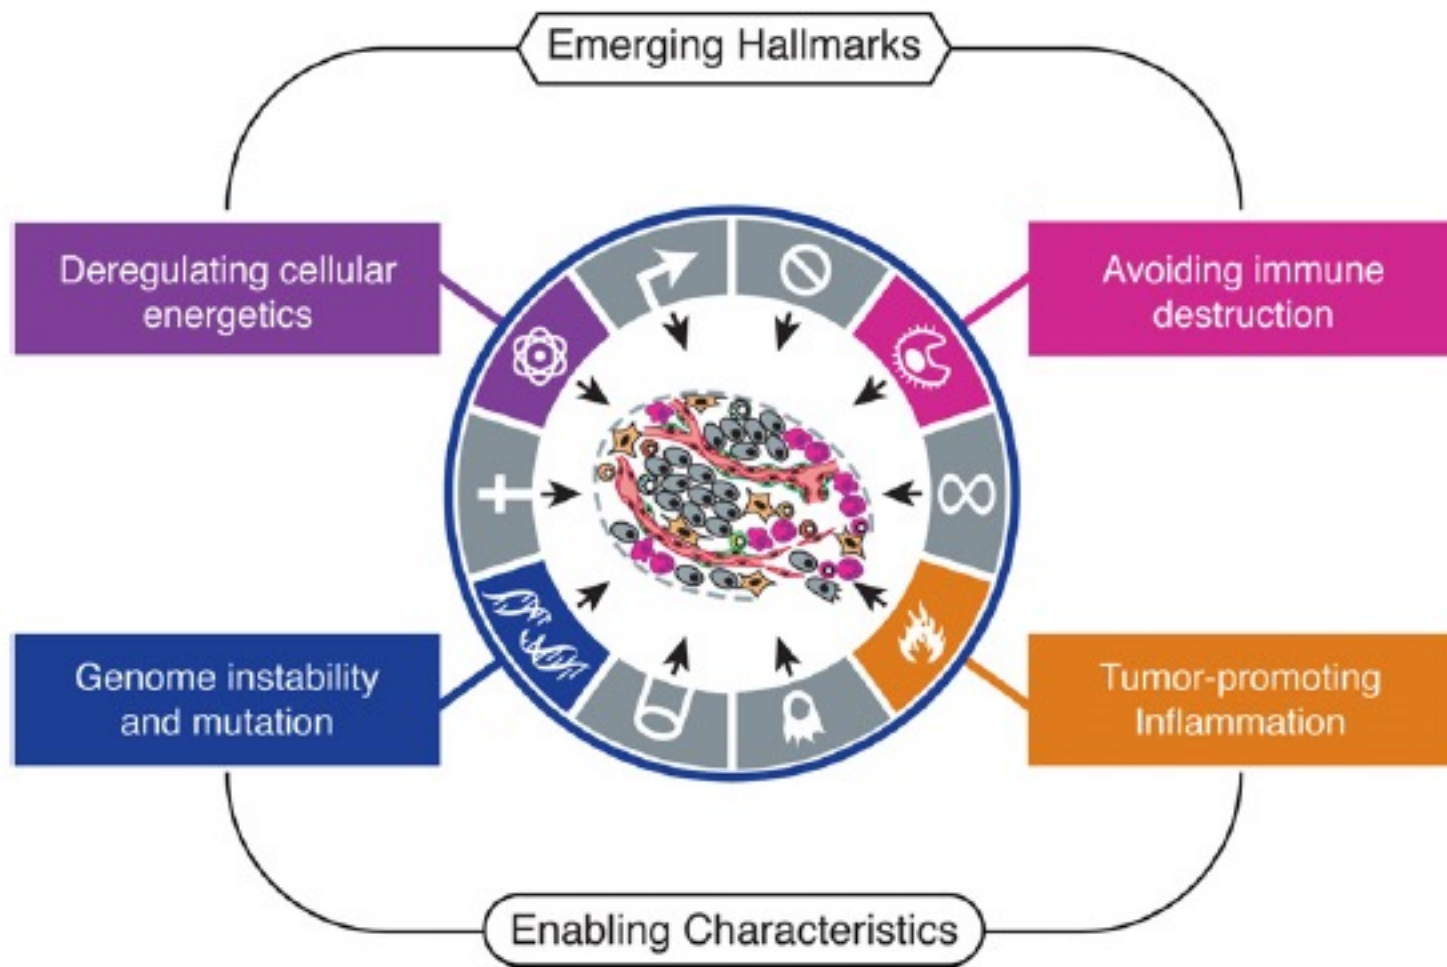 Emerging Hallmarks
Deregulating cellular
energetics
Avoiding immune
destruction
Genome instability
and mutation
Tumor-promoting
Inflammation
Enabling Characteristics